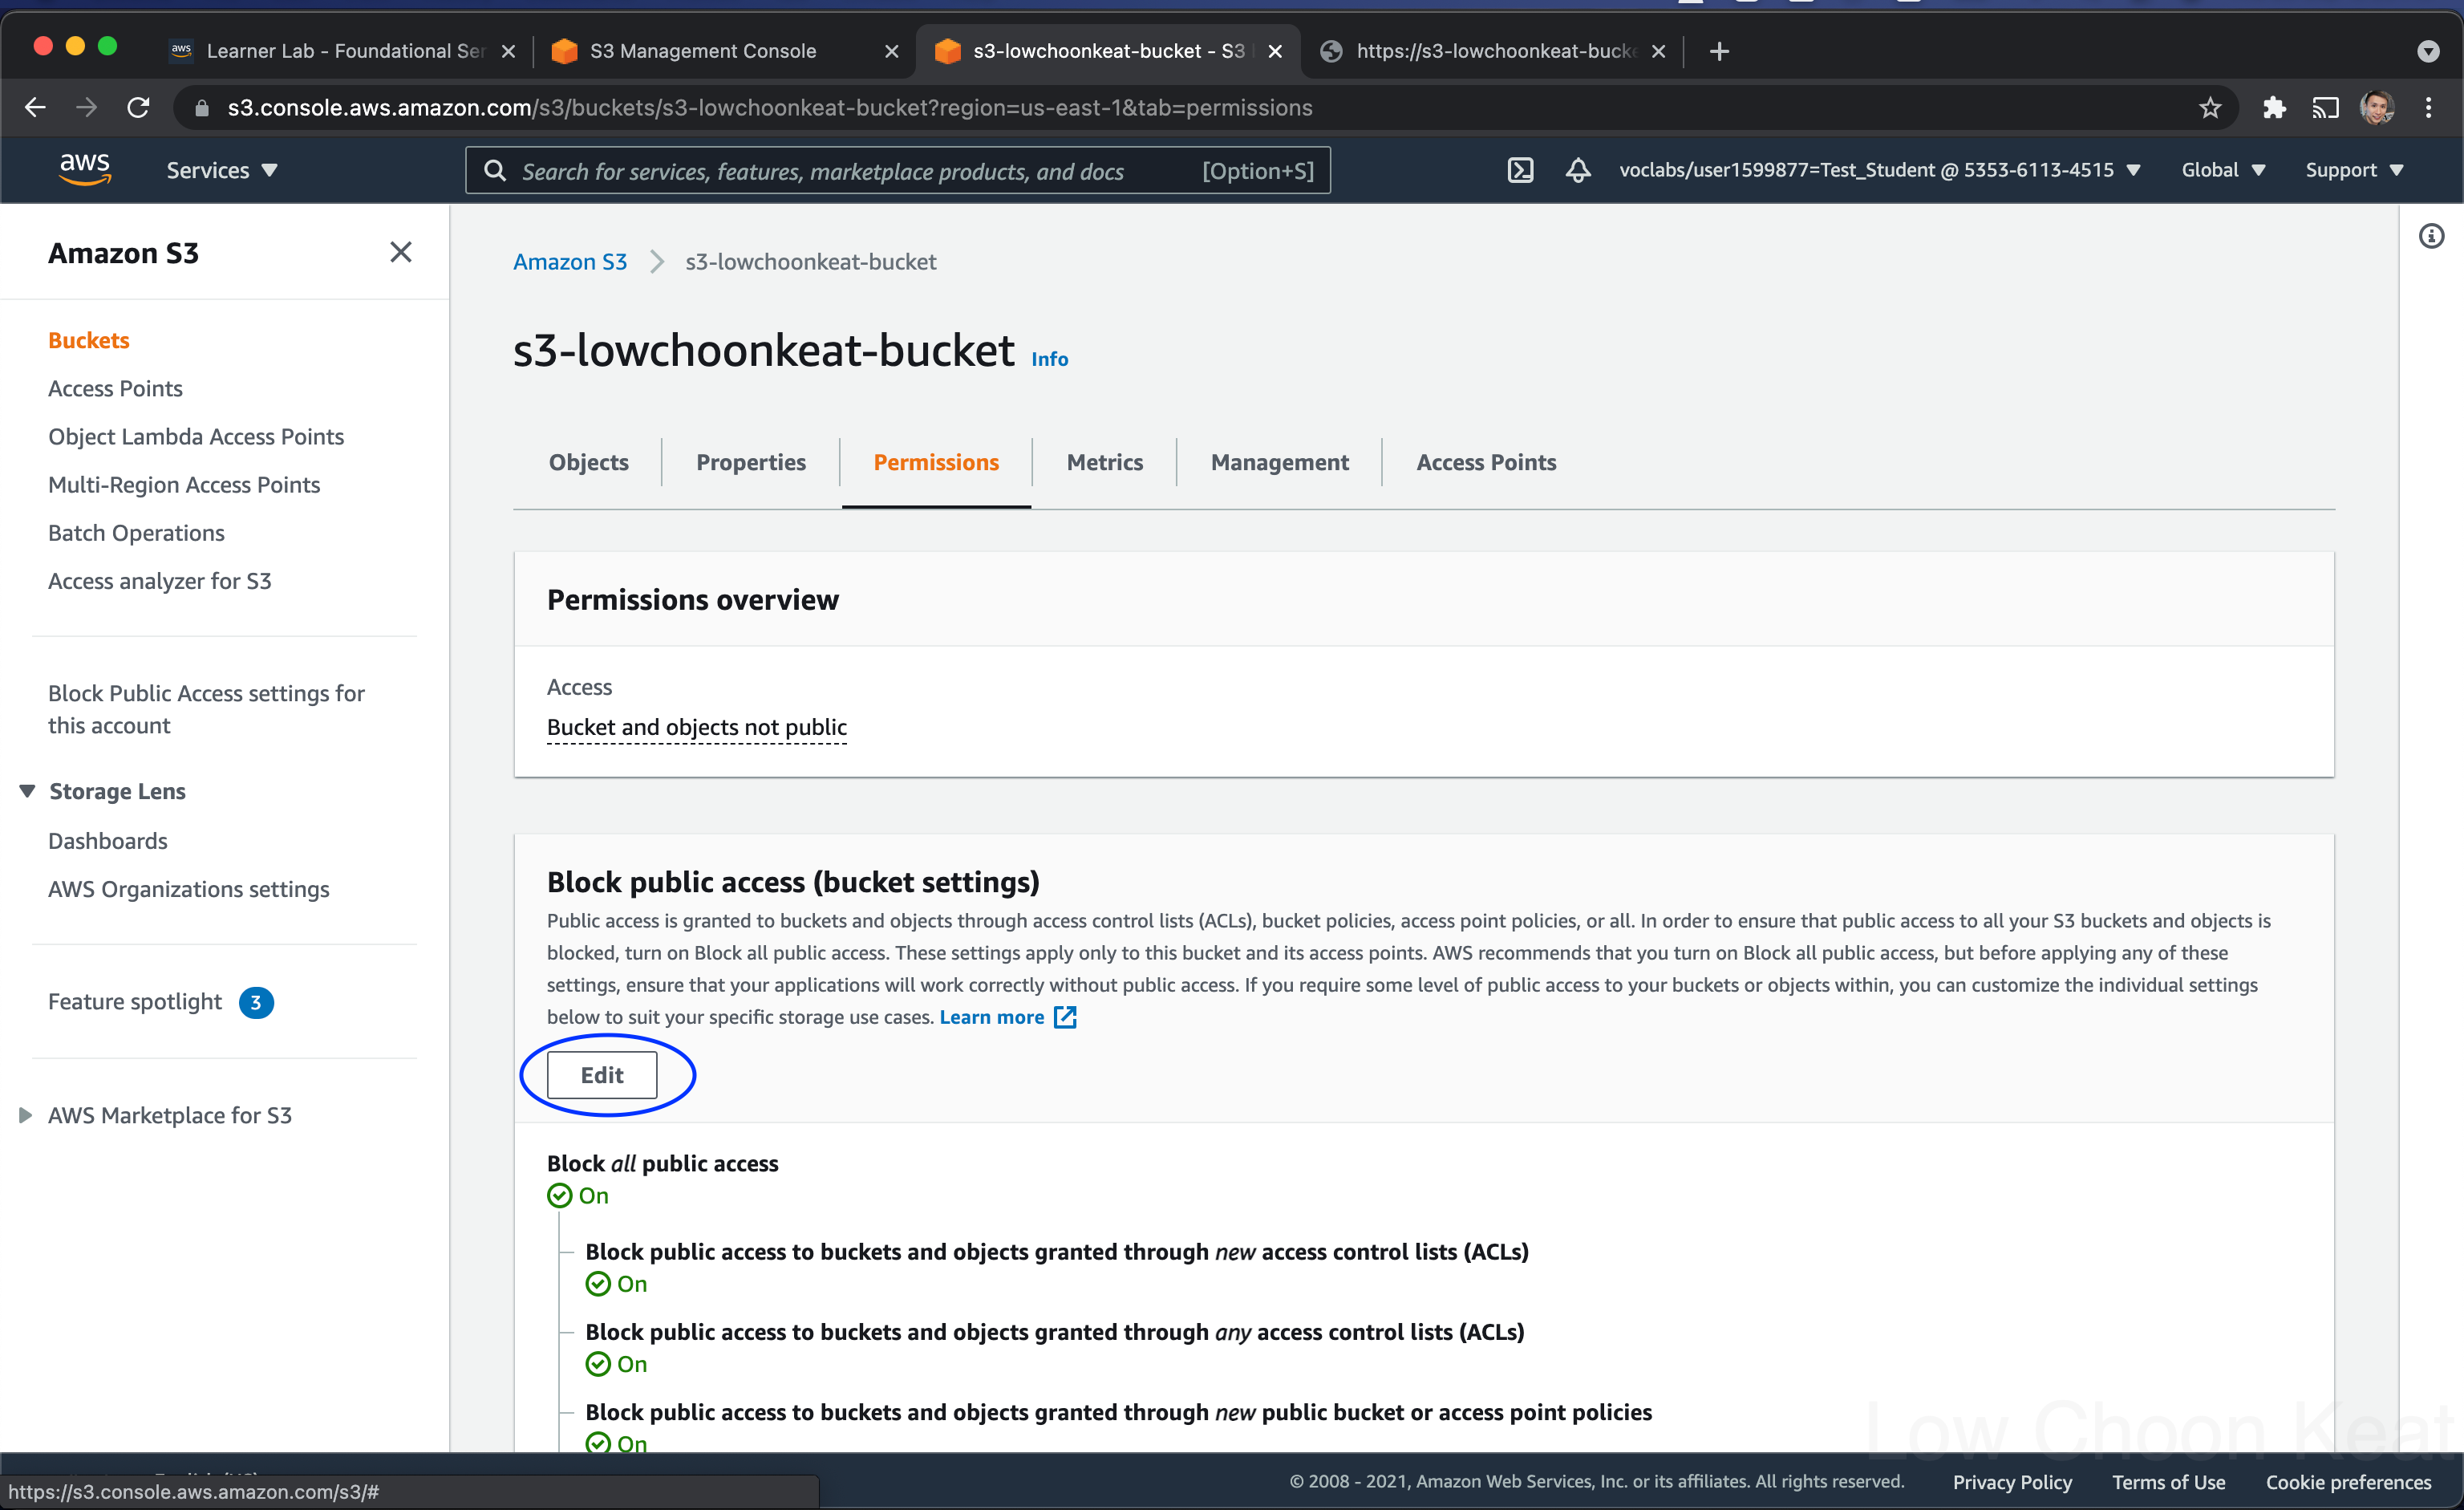 Learner Lab - Foundational Ser
S3 Management Console
s3-lowchoonkeat-bucket - S3
https://s3-lowchoonkeat-bucke
s3.console.aws.amazon.com/s3/buckets/s3-lowchoonkeat-bucket?region=us-east-1&tab=permissions
aws
Services
Search for services, features, marketplace products, and docs
[Option+S]
voclabs/user1599877=Test_Student @ 5353-6113-4515
Global
Support
Amazon S3
Buckets
Access Points
Object Lambda Access Points
Multi-Region Access Points
Batch Operations
Access analyzer for S3
Block Public Access settings for
this account
Storage Lens
Dashboards
AWS Organizations settings
Feature spotlight 3
AWS Marketplace for S3
Amazon S3 > s3-lowchoonkeat-bucket
s3-lowchoonkeat-bucket Info
Objects
Properties
Permissions
Metrics
Management
Access Points
Permissions overview
Access
Bucket and objects not public
Block public access (bucket settings)
Public access is granted to buckets and objects through access control lists (ACLs), bucket policies, access point policies, or all. In order to ensure that public access to all your S3 buckets and objects is
blocked, turn on Block all public access. These settings apply only to this bucket and its access points. AWS recommends that you turn on Block all public access, but before applying any of these
settings, ensure that your applications will work correctly without public access. If you require some level of public access to your buckets or objects within, you can customize the individual settings
below to suit your specific storage use cases. Learn more
Edit
Block all public access
On
Block public access to buckets and objects granted through new access control lists (ACLs)
On
Block public access to buckets and objects granted through any access control lists (ACLs)
On
Block public access to buckets and objects granted through new public bucket or access point policies
On
Low Choon Keat
https://s3.console.aws.amazon.com/s3/#
© 2008 - 2021, Amazon Web Services, Inc. or its affiliates. All rights reserved.
Privacy Policy
Terms of Use
Cookie preferences